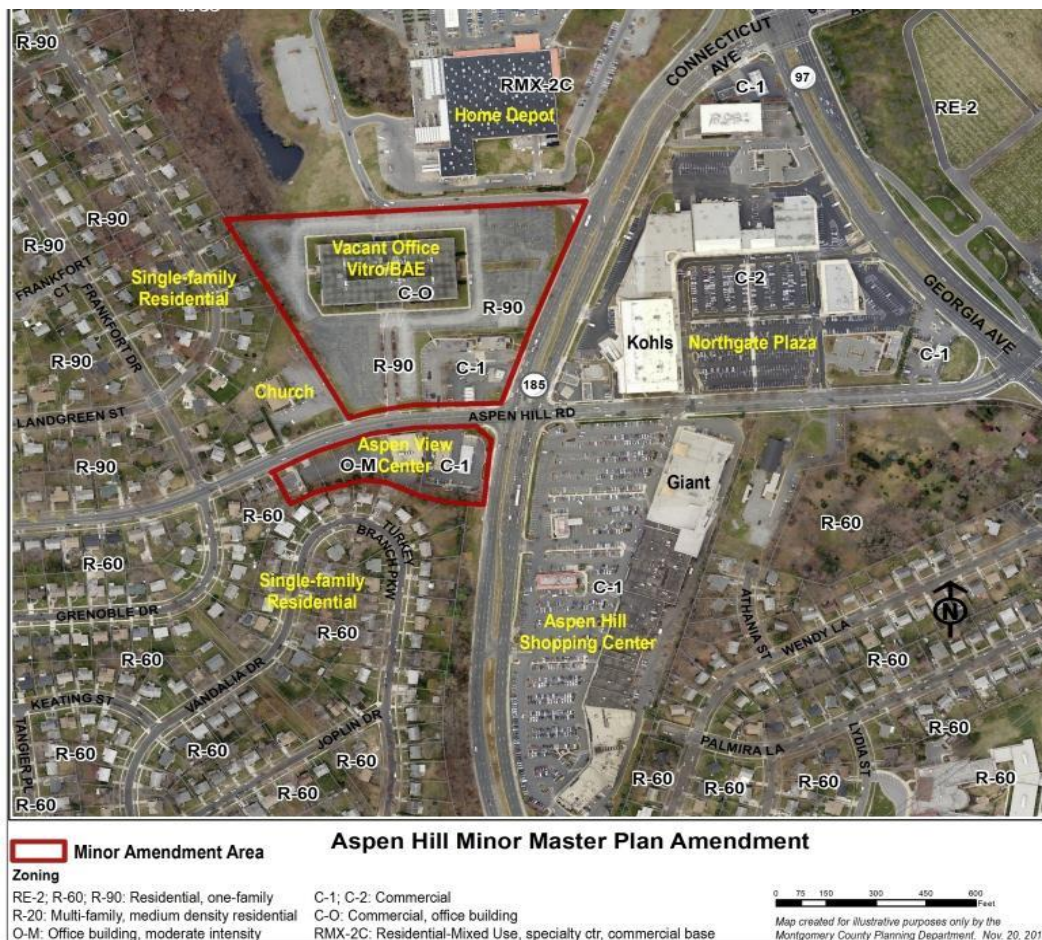 R-90
CONNECTICUT
AVE
97
C-1
RMX-2C
Home Depot
RE-2
R-90
R-90
Vacant Office
Vitro/BAE
C-O
R-90
FRANKFORT
CT
FRANKFORT DR
Single-family
Residential
C-2
GEORGIA AVE
R-90
Kohls
Northgate Plaza
R-90
C-1
C-1
185
Church
LANDGREEN ST
ASPEN HILL RD
R-90
Aspen View
Center
O-M
C-1
Giant
R-60
TURKEY
BRANCH PKW
R-60
R-60
Single-family
Residential
C-1
GRENOBLE DR
R-60
ATHANIA ST
WENDY LA
N
Aspen Hill
Shopping Center
R-60
R-60
R-60
KEATING ST
VANDALIA DR
R-60
TANGIER PL
JOPLIN DR
PALMIRA LA
LYDIA ST
R-60
R-60
R-60
R-60
R-60
R-60
R-60
R-60
R-60
Aspen Hill Minor Master Plan Amendment
Minor Amendment Area
Zoning
RE-2; R-60; R-90: Residential, one-family
R-20: Multi-family, medium density residential
O-M: Office building, moderate intensity
C-1; C-2: Commercial
C-O: Commercial, office building
RMX-2C: Residential-Mixed Use, specialty ctr, commercial base
0 75 150 300 450 600
Feet
Map created for illustrative purposes only by the
Montgomery County Planning Department. Nov. 20, 201